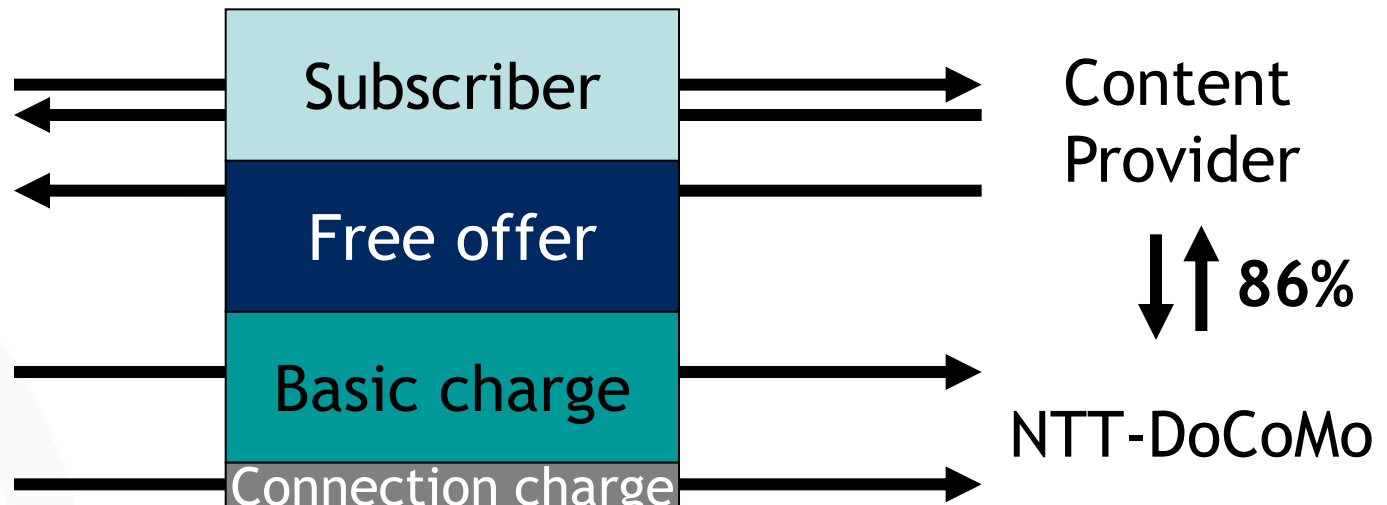 Subscriber
Content
Provider
Free offer
86%
Basic charge
NTT-DoCoMo
Connection charge